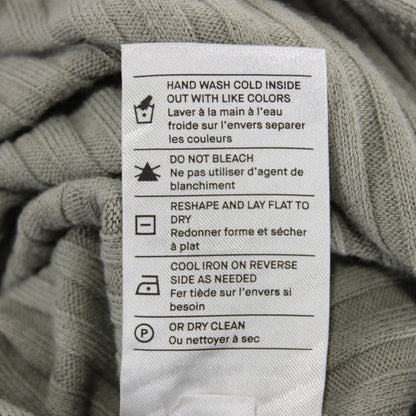 HAND WASH COLD INSIDE
OUT WITH LIKE COLORS
Laver à la main à l'eau
froide sur l'envers separer
les couleurs
DO NOT BLEACH
Ne pas utiliser d'agent de
blanchiment
RESHAPE AND LAY FLAT TO
DRY
Redonner forme et sécher
à plat
COOL IRON ON REVERSE
SIDE AS NEEDED
Fer tiède sur l'envers si
besoin
P OR DRY CLEAN
Ou nettoyer à sec